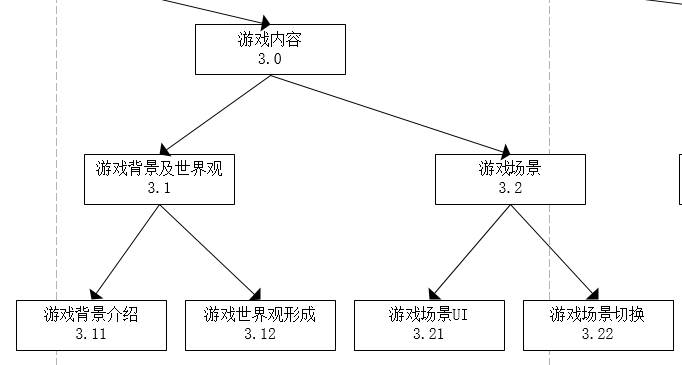 游戏内容
3.0
游戏背景及世界观
3.1
游戏场景
3.2
游戏背景介绍
3.11
游戏世界观形成
3.12
游戏场景UI
3.21
游戏场景切换
3.22